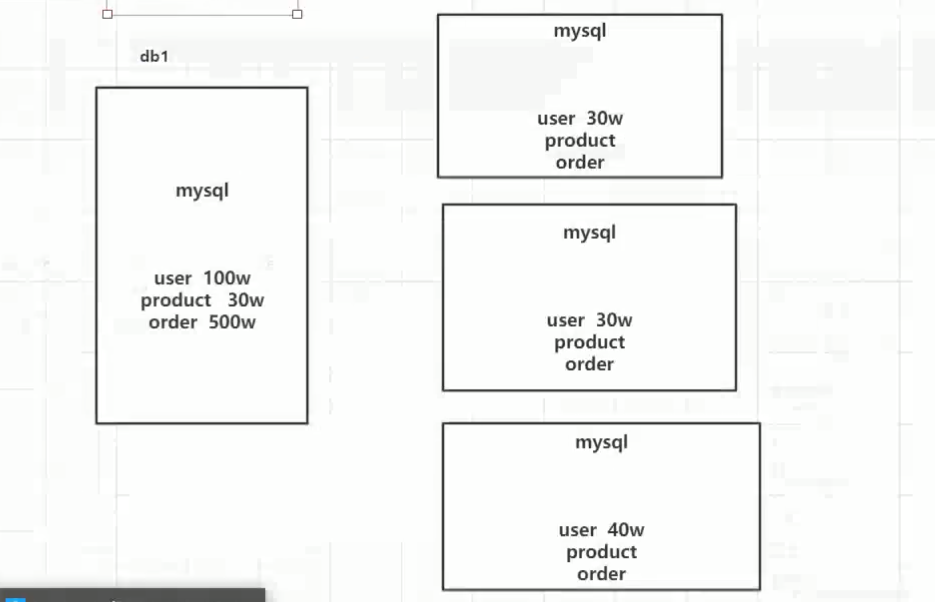 db1
mysql
user 100w
product 30w
order 500w
mysql
user 30w
product
order
mysql
user 30w
product
order
mysql
user 40w
product
order